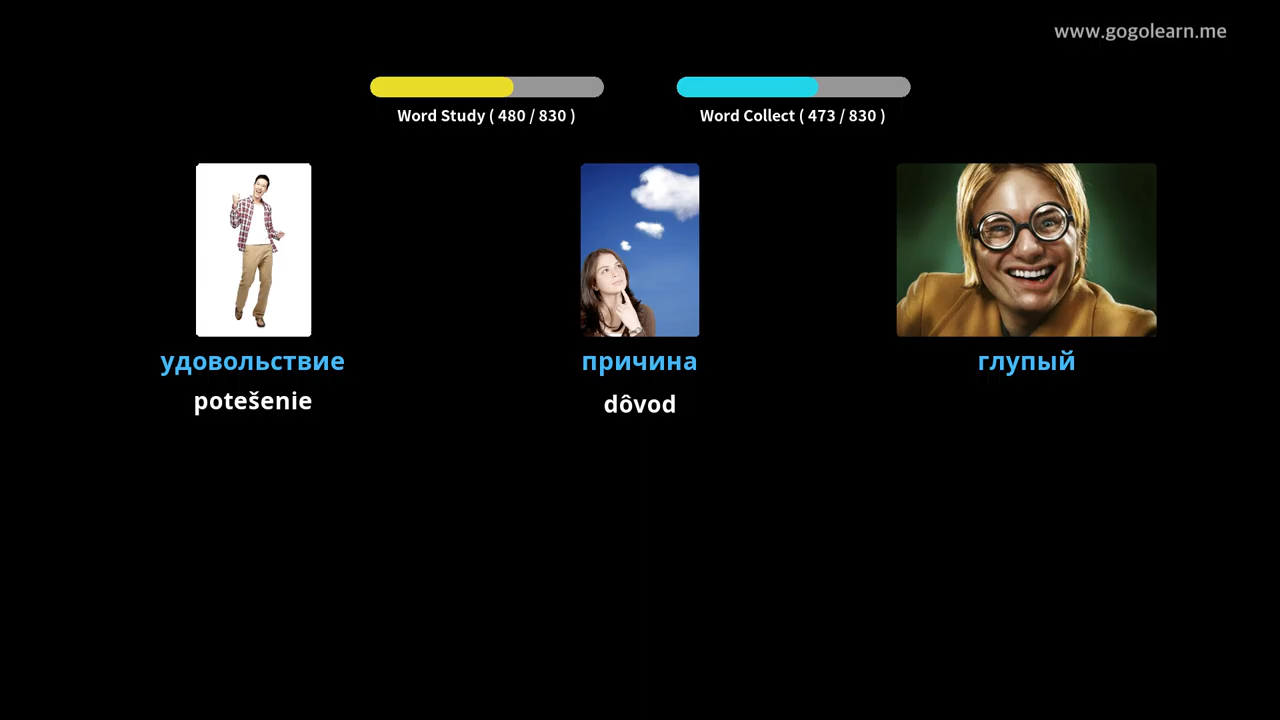 www.gogolearn.me
Word Study ( 480 / 830 )
Word Collect ( 473 / 830 )
удовольствие
potešenie
причина
dôvod
глупый